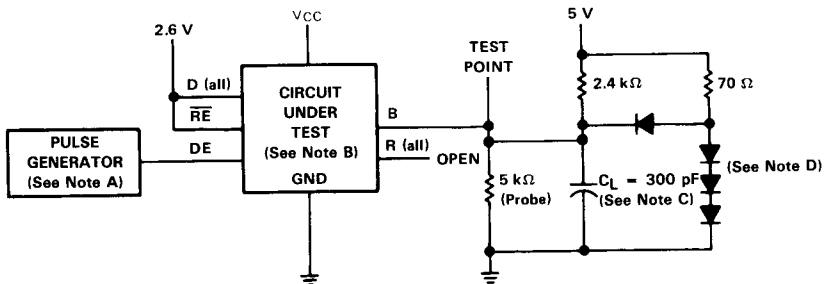 2.6 V
VCC
5 V
TEST
POINT
D (all)
RE
CIRCUIT
UNDER
TEST
(See Note B)
GND
B
R (all)
OPEN
2.4 kΩ
70 Ω
PULSE
GENERATOR
(See Note A)
DE
5 kΩ
(Probe)
CL = 300 pF
(See Note C)
(See Note D)